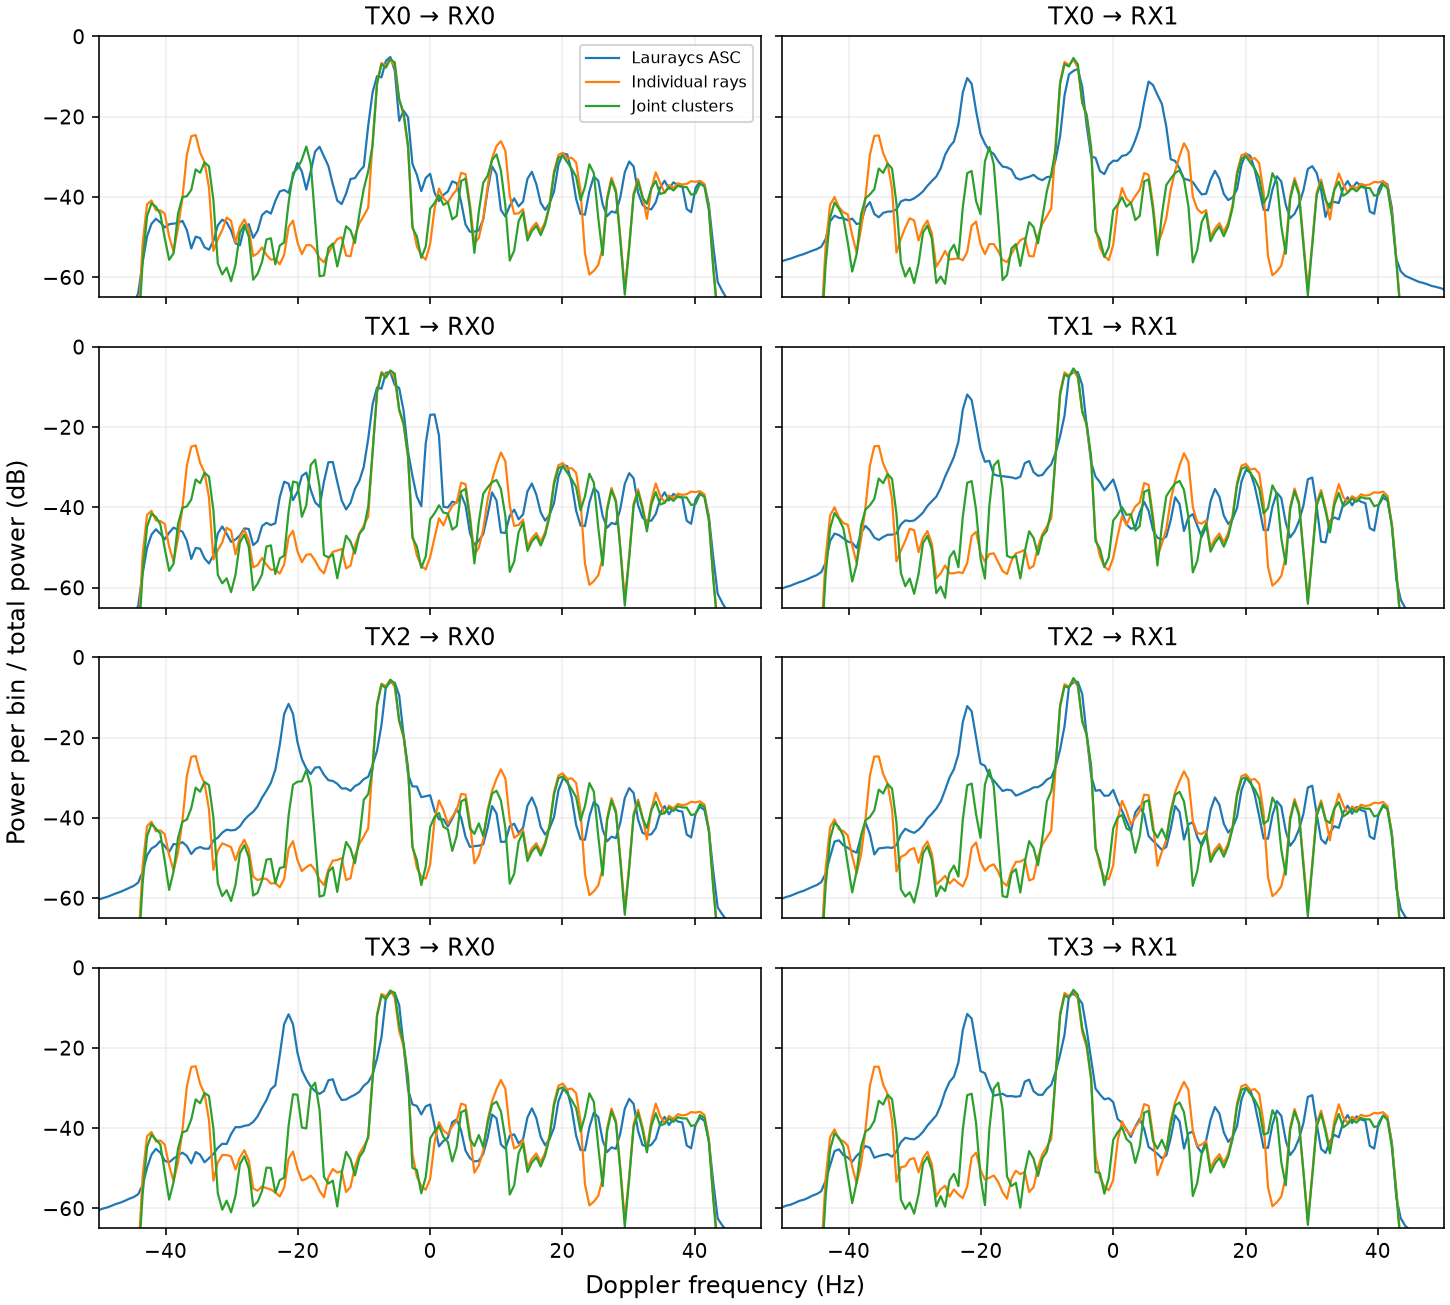 TX0 → RX0
TX0 → RX1
0
−20
−40
−60
Lauraycs ASC
Individual rays
Joint clusters
TX1 → RX0
TX1 → RX1
0
−20
−40
−60
TX2 → RX0
TX2 → RX1
0
−20
−40
−60
TX3 → RX0
TX3 → RX1
0
−20
−40
−60
−40 −20 0 20 40
−40 −20 0 20 40
Power per bin / total power (dB)
Doppler frequency (Hz)